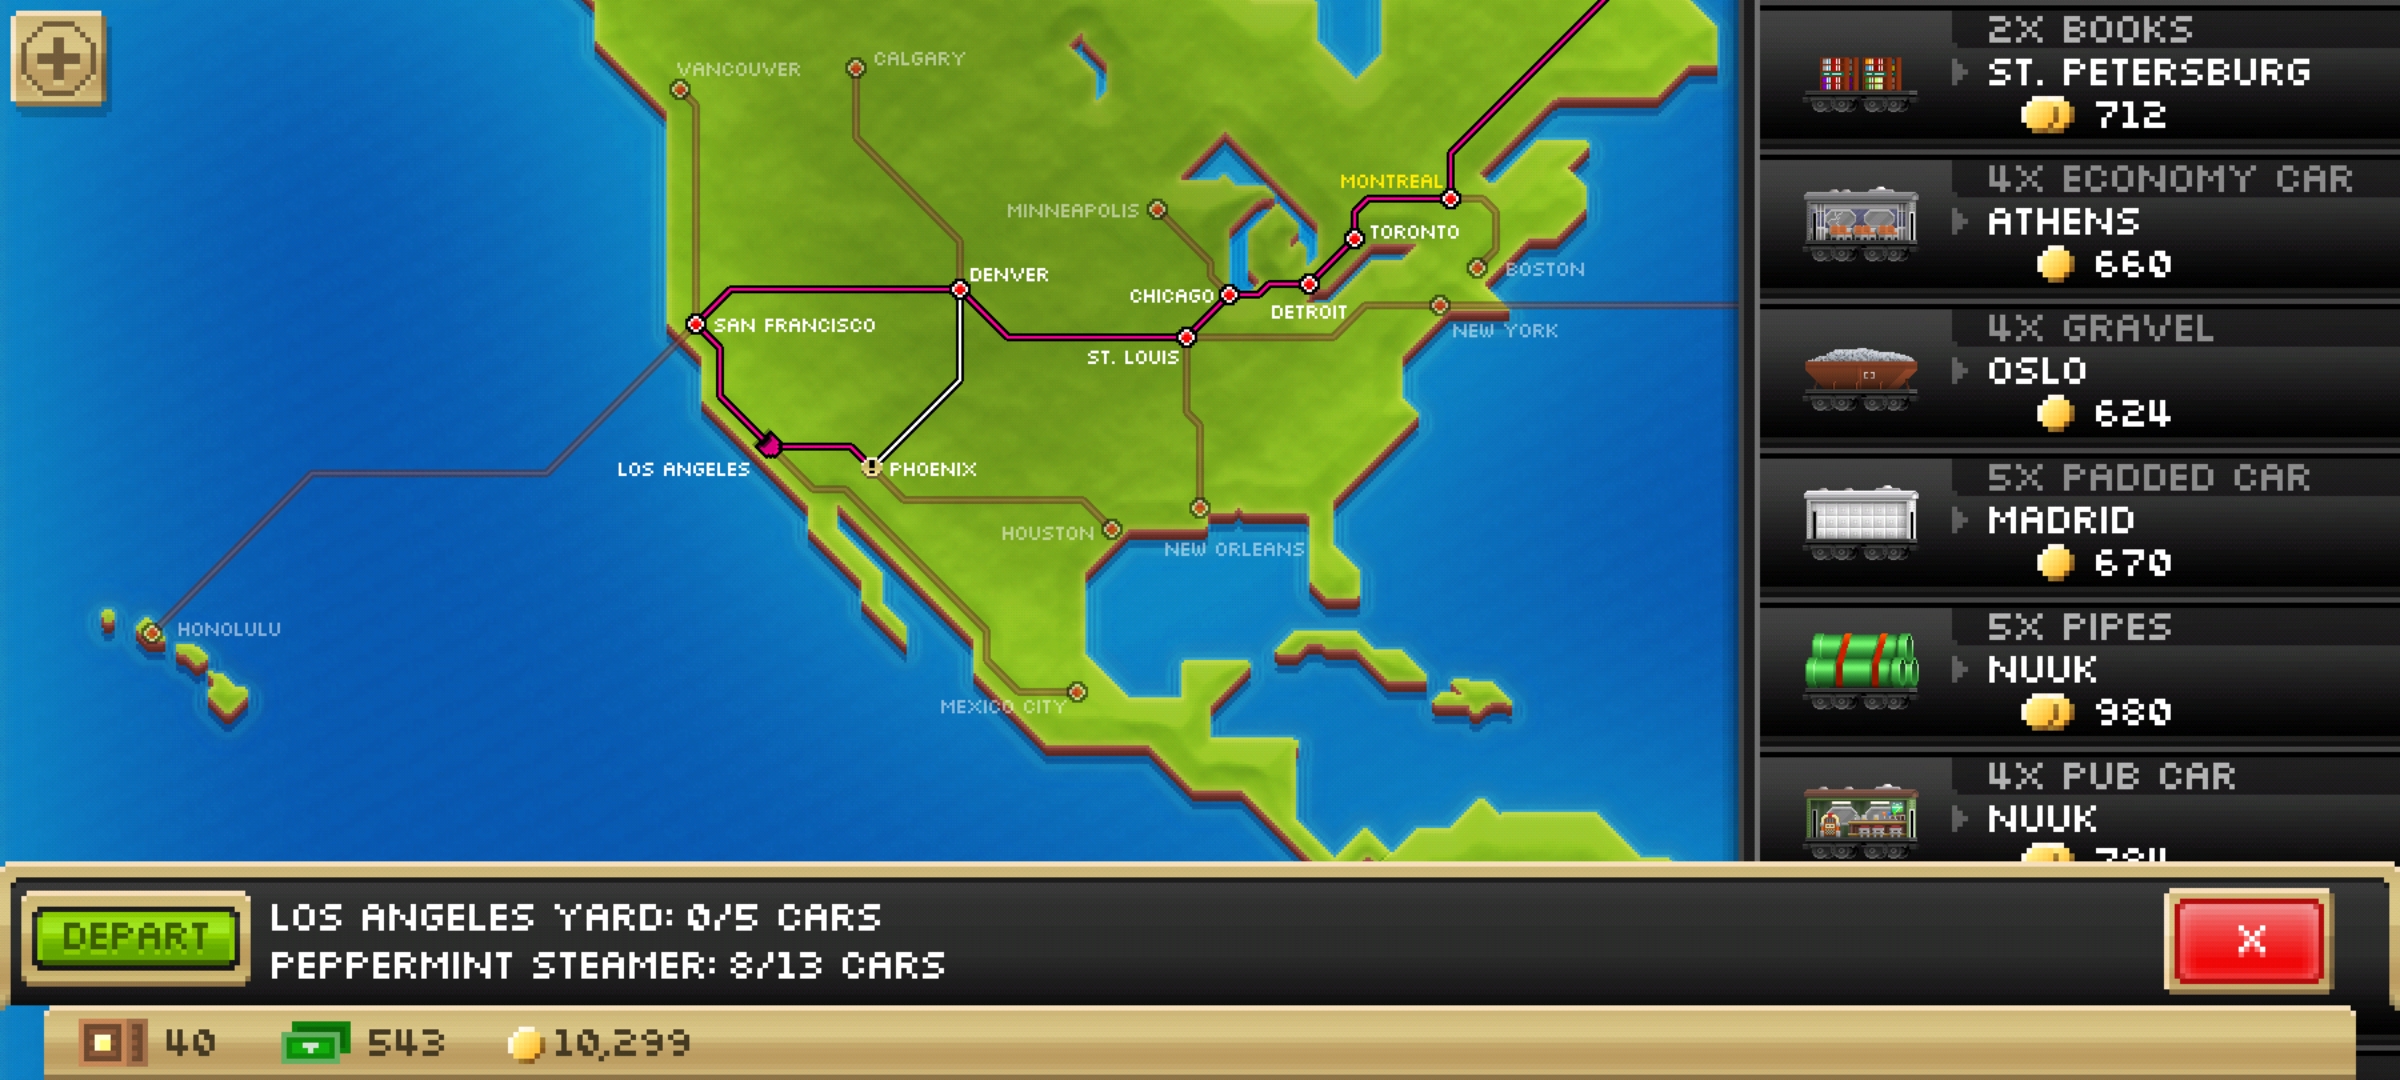 VANCOUVER
CALGARY
MINNEAPOLIS
MONTREAL
TORONTO
BOSTON
DENVER
CHICAGO
DETROIT
NEW YORK
SAN FRANCISCO
ST. LOUIS
LOS ANGELES
PHOENIX
HOUSTON
NEW ORLEANS
HONOLULU
MEXICO CITY
2X BOOKS
ST. PETERSBURG
712
4X ECONOMY CAR
ATHENS
660
4X GRAVEL
OSLO
624
5X PADDED CAR
MADRID
670
5X PIPES
NUUK
980
4X PUB CAR
NUUK
DEPART
LOS ANGELES YARD: 0/5 CARS
PEPPERMINT STEAMER: 8/13 CARS
X
40
543
10,299